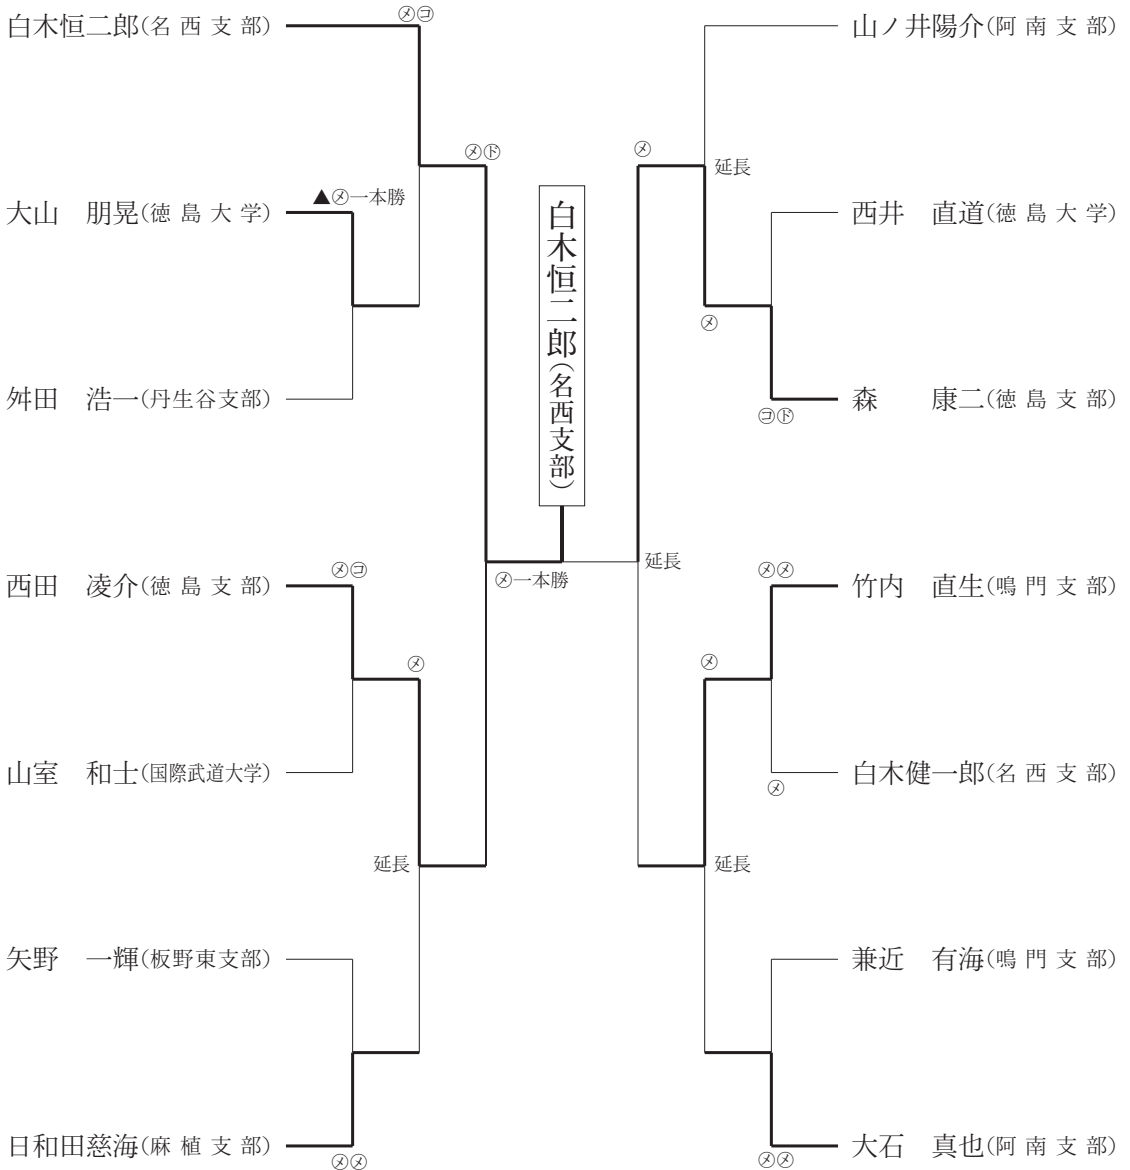 白木恒二郎(名西支部)
㋱㋙
大山　朋晃(徳島大学)
▲㋱一本勝
舛田　浩一(丹生谷支部)
㋱㋣
西田　凌介(徳島支部)
㋱㋙
㋱
山室　和士(国際武道大学)
延長
矢野　一輝(板野東支部)
日和田慈海(麻植支部)
㋱㋱
白木恒二郎(名西支部)
㋱一本勝
延長
山ノ井陽介(阿南支部)
㋱
延長
西井　直道(徳島大学)
㋱
森　　康二(徳島支部)
㋙㋣
竹内　直生(鳴門支部)
㋱㋱
㋱
白木健一郎(名西支部)
㋱
延長
兼近　有海(鳴門支部)
大石　真也(阿南支部)
㋱㋱